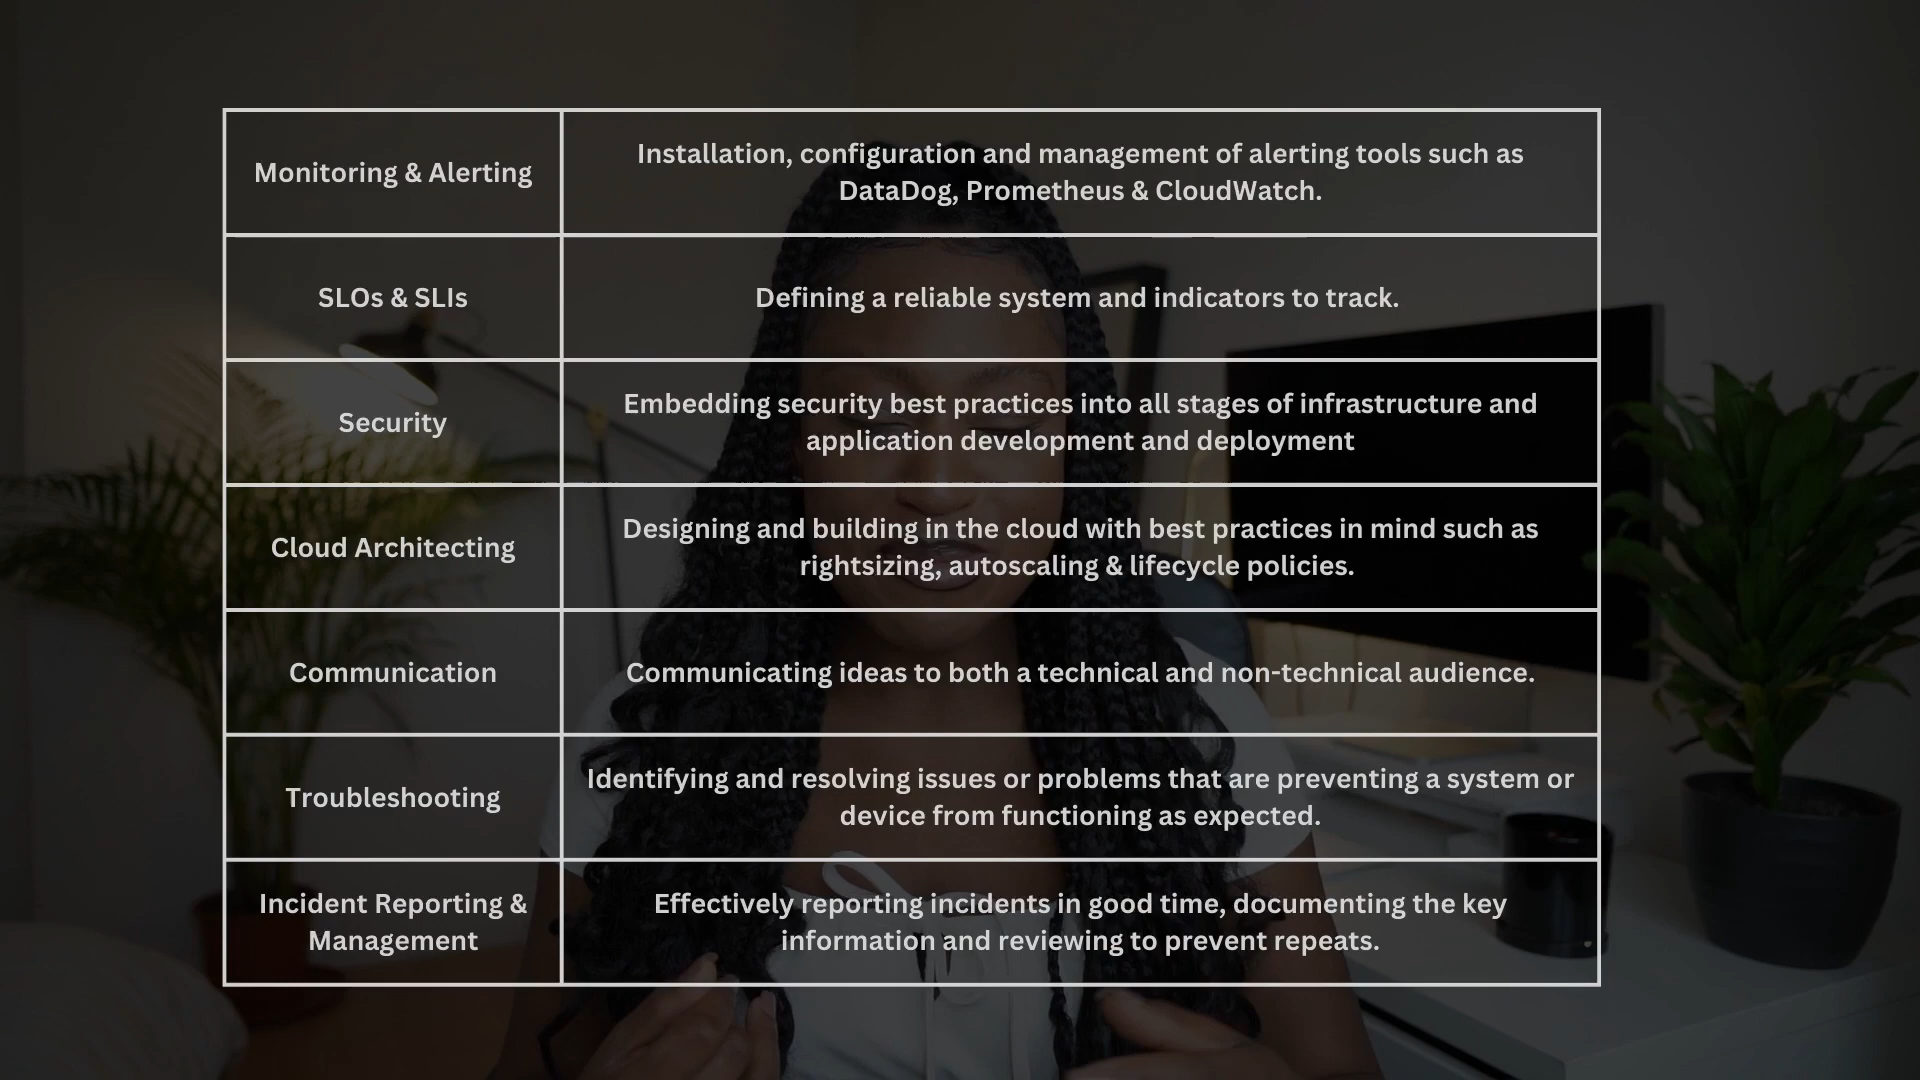 Monitoring & Alerting
Installation, configuration and management of alerting tools such as
DataDog, Prometheus & CloudWatch.
SLOs & SLIs
Defining a reliable system and indicators to track.
Security
Embedding security best practices into all stages of infrastructure and
application development and deployment
Cloud Architecting
Designing and building in the cloud with best practices in mind such as
rightsizing, autoscaling & lifecycle policies.
Communication
Communicating ideas to both a technical and non-technical audience.
Troubleshooting
Identifying and resolving issues or problems that are preventing a system or
device from functioning as expected.
Incident Reporting &
Management
Effectively reporting incidents in good time, documenting the key
information and reviewing to prevent repeats.